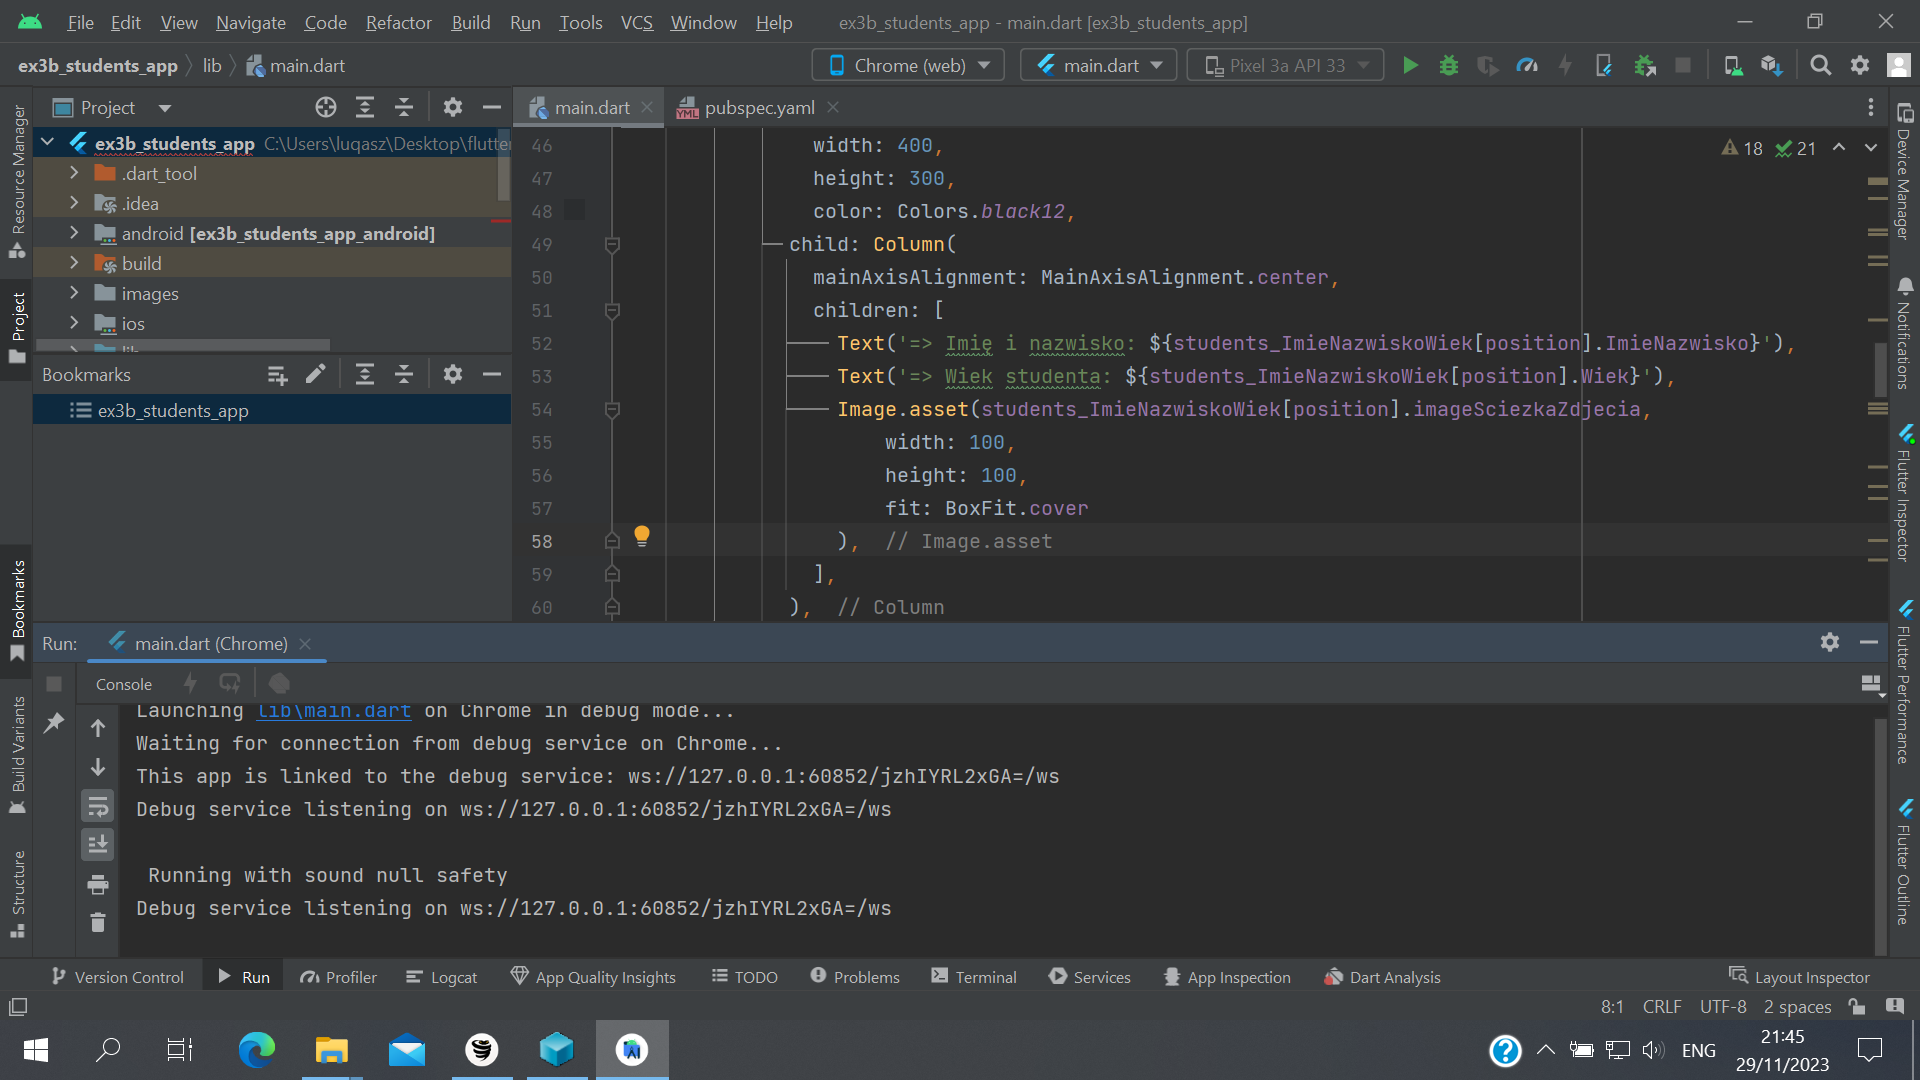 File Edit View Navigate Code Refactor Build Run Tools VCS Window Help ex3b_students_app - main.dart [ex3b_students_app]
ex3b_students_app lib main.dart Chrome (web) main.dart Pixel 3a API 33
Resource Manager
Project
Bookmarks
Build Variants
Structure
Project
ex3b_students_app C:\Users\luqasz\Desktop\flutter
.dart_tool
.idea
android [ex3b_students_app_android]
build
images
ios
lib
Bookmarks
ex3b_students_app
main.dart pubspec.yaml
18 21
46 width: 400,
47 height: 300,
48 color: Colors.black12,
49 child: Column(
50 mainAxisAlignment: MainAxisAlignment.center,
51 children: [
52 Text('=> Imię i nazwisko: ${students_ImieNazwiskoWiek[position].ImieNazwisko}'),
53 Text('=> Wiek studenta: ${students_ImieNazwiskoWiek[position].Wiek}'),
54 Image.asset(students_ImieNazwiskoWiek[position].imageSciezkaZdjecia,
55 width: 100,
56 height: 100,
57 fit: BoxFit.cover
58 ), // Image.asset
59 ],
60 ), // Column
Device Manager
Notifications
Flutter Inspector
Flutter Performance
Flutter Outline
Run: main.dart (Chrome)
Console
Launching lib\main.dart on Chrome in debug mode...
Waiting for connection from debug service on Chrome...
This app is linked to the debug service: ws://127.0.0.1:60852/jzhIYRL2xGA=/ws
Debug service listening on ws://127.0.0.1:60852/jzhIYRL2xGA=/ws
Running with sound null safety
Debug service listening on ws://127.0.0.1:60852/jzhIYRL2xGA=/ws
Version Control Run Profiler Logcat App Quality Insights TODO Problems Terminal Services App Inspection Dart Analysis Layout Inspector
8:1 CRLF UTF-8 2 spaces
ENG
21:45
29/11/2023